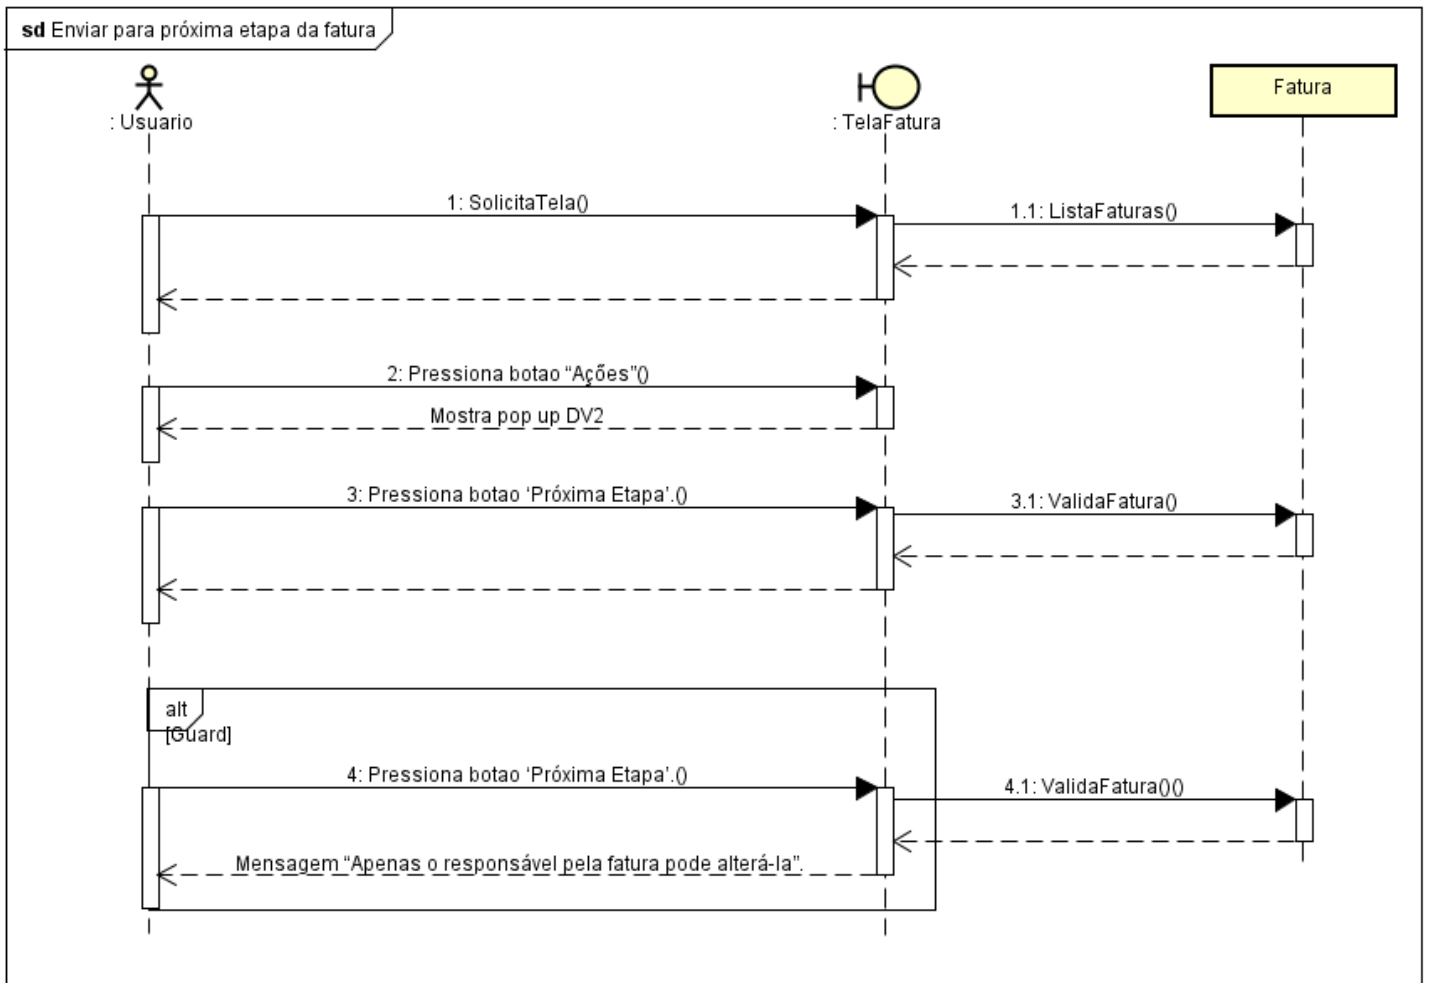 sd Enviar para próxima etapa da fatura
: Usuario
: TelaFatura
Fatura
1: SolicitaTela()
1.1: ListaFaturas()
2: Pressiona botao “Ações”()
Mostra pop up DV2
3: Pressiona botao ‘Próxima Etapa’.()
3.1: ValidaFatura()
alt
[Guard]
4: Pressiona botao ‘Próxima Etapa’.()
4.1: ValidaFatura()()
Mensagem “Apenas o responsável pela fatura pode alterá-la”.